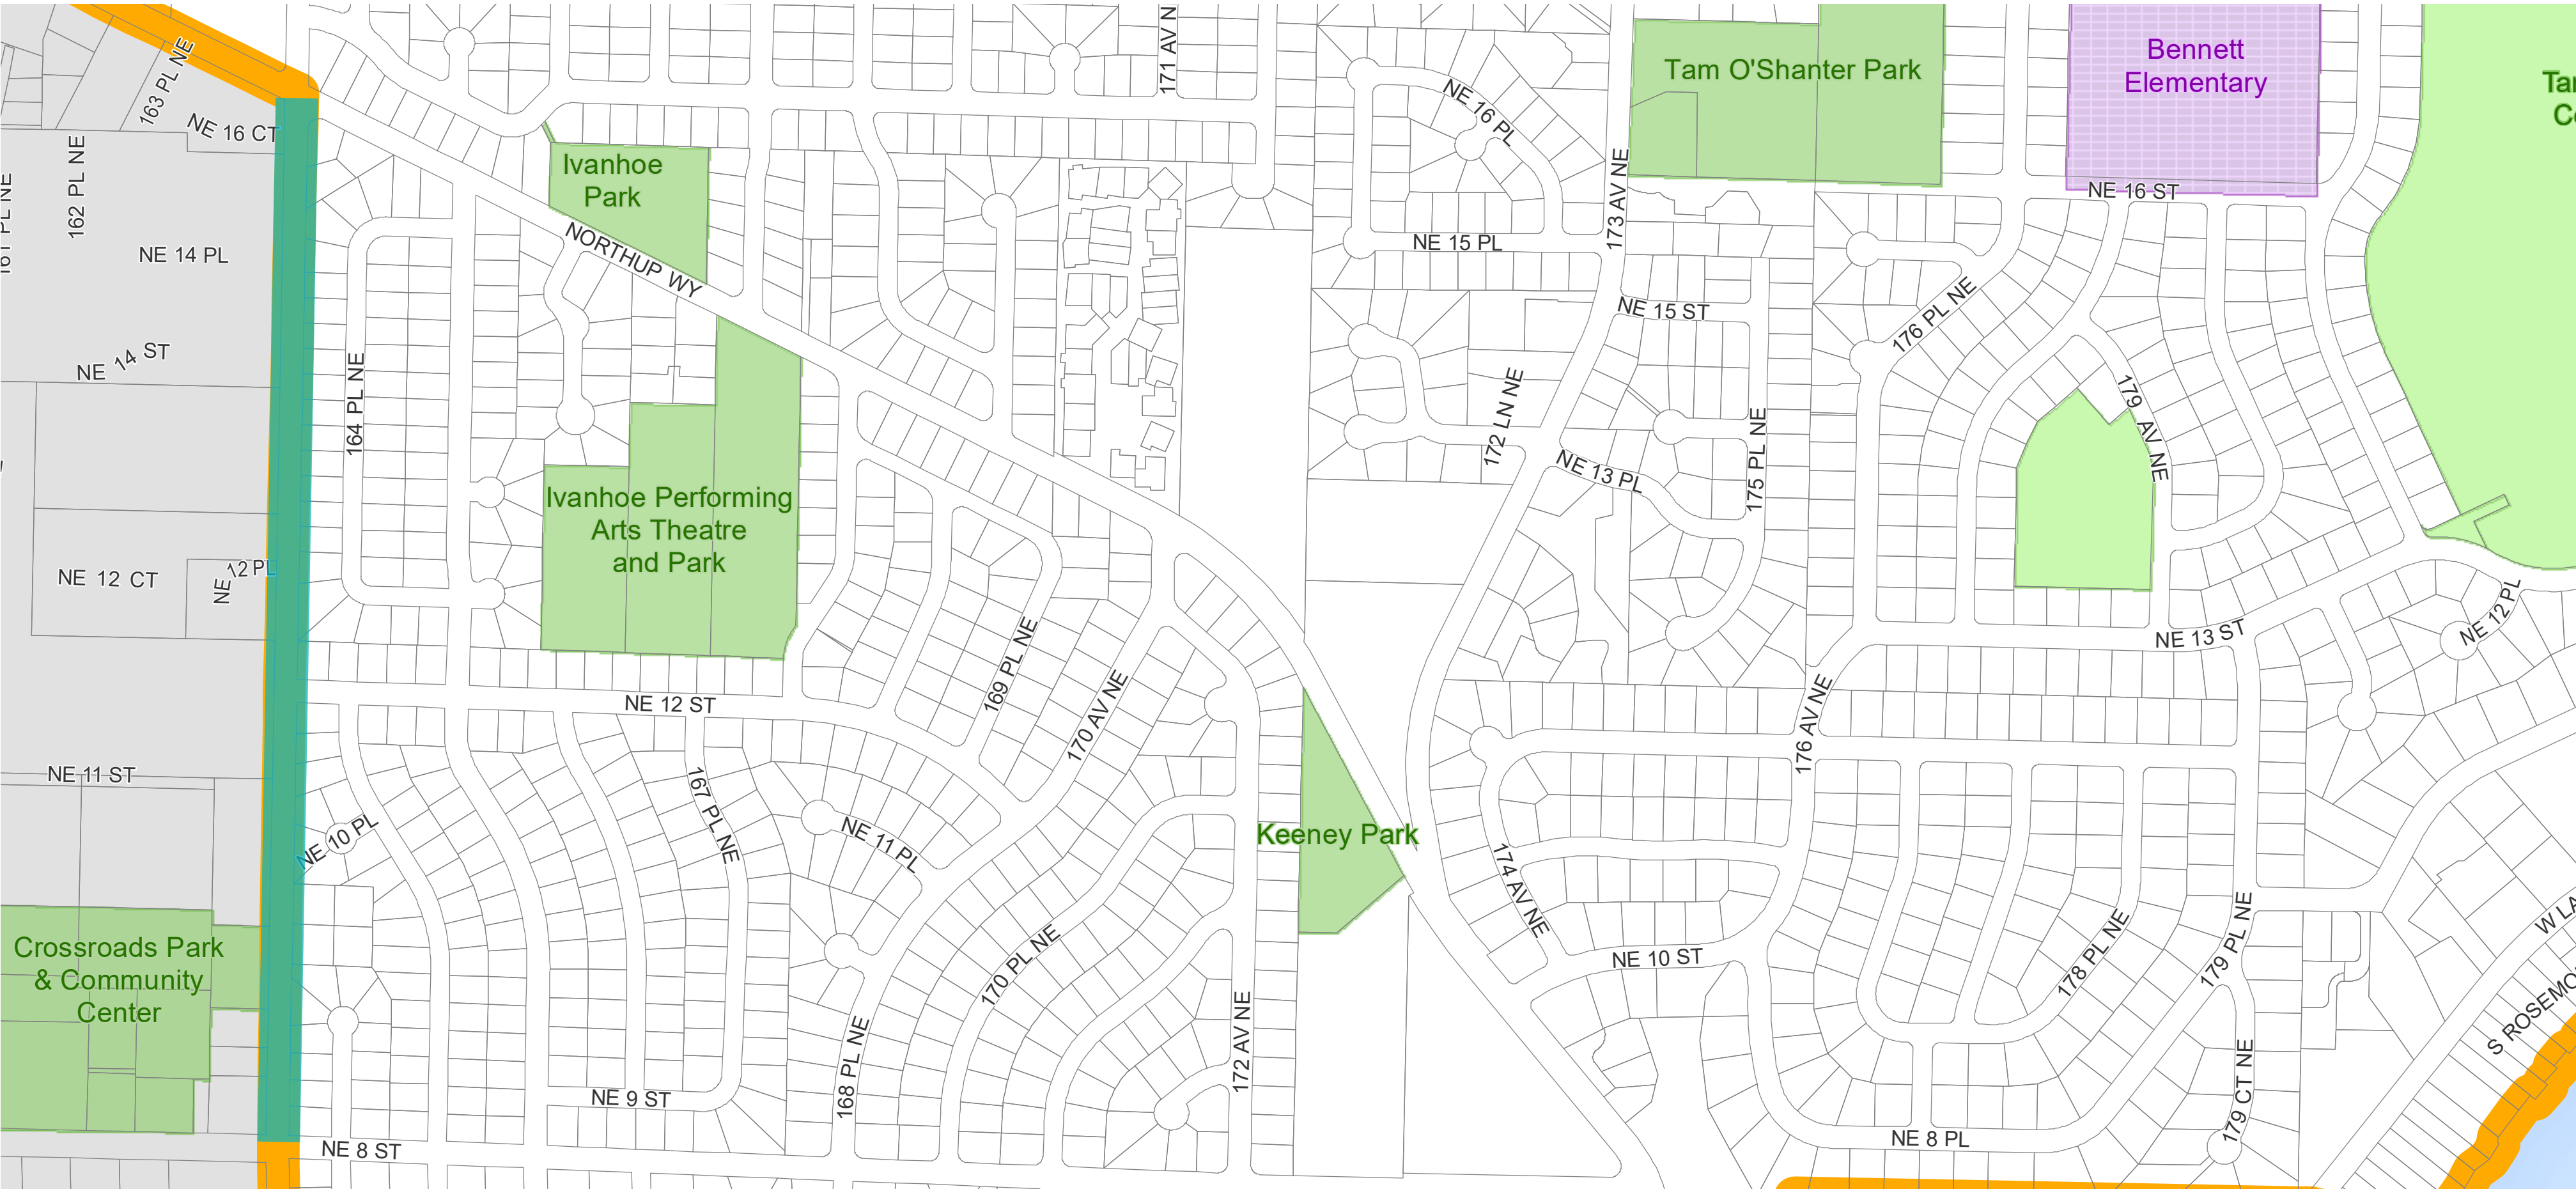 163 PL NE
171 AV N
Tam O'Shanter Park
Bennett
Elementary
NE 16 CT
NE 16 PL
162 PL NE
161 PL NE
Ivanhoe
Park
173 AV NE
NE 16 ST
NORTHUP WY
NE 14 PL
NE 15 PL
NE 15 ST
176 PL NE
NE 14 ST
164 PL NE
172 LN NE
179 AV NE
175 PL NE
NE 13 PL
Ivanhoe Performing
Arts Theatre
and Park
NE 12 CT
NE 12 PL
169 PL NE
NE 13 ST
NE 12 PL
NE 12 ST
170 AV NE
176 AV NE
NE 11 ST
167 PL NE
NE 10 PL
NE 11 PL
Keeney Park
174 AV NE
Crossroads Park
& Community
Center
170 PL NE
NE 10 ST
178 PL NE
179 PL NE
W LA
S ROSEMO
172 AV NE
168 PL NE
NE 9 ST
179 CT NE
NE 8 ST
NE 8 PL